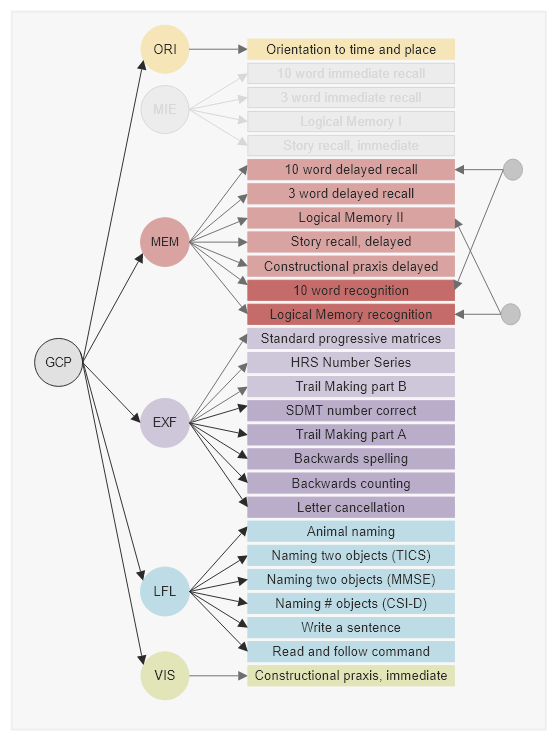 ORI
Orientation to time and place
10 word immediate recall
3 word immediate recall
MIE
Logical Memory I
Story recall, immediate
10 word delayed recall
3 word delayed recall
Logical Memory II
MEM
Story recall, delayed
Constructional praxis delayed
10 word recognition
Logical Memory recognition
Standard progressive matrices
GCP
HRS Number Series
Trail Making part B
SDMT number correct
EXF
Trail Making part A
Backwards spelling
Backwards counting
Letter cancellation
Animal naming
Naming two objects (TICS)
Naming two objects (MMSE)
LFL
Naming # objects (CSI-D)
Write a sentence
Read and follow command
VIS
Constructional praxis, immediate